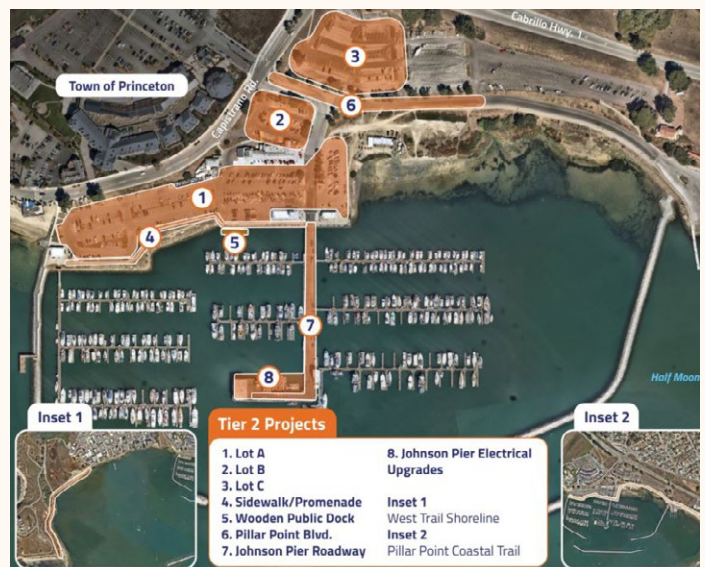 Cabrillo Hwy. 1
3
Town of Princeton
Capistrano Rd.
6
2
1
4
5
7
8
Half Moon
Inset 1
Tier 2 Projects
Inset 2
1. Lot A
2. Lot B
3. Lot C
4. Sidewalk/Promenade
5. Wooden Public Dock
6. Pillar Point Blvd.
7. Johnson Pier Roadway
8. Johnson Pier Electrical
Upgrades
Inset 1
West Trail Shoreline
Inset 2
Pillar Point Coastal Trail